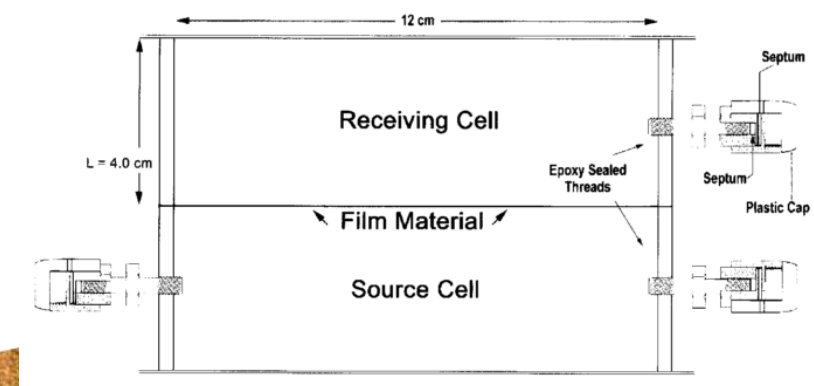 12 cm
Septum
Receiving Cell
L = 4.0 cm
Epoxy Sealed
Threads
Septum
Plastic Cap
Film Material
Source Cell